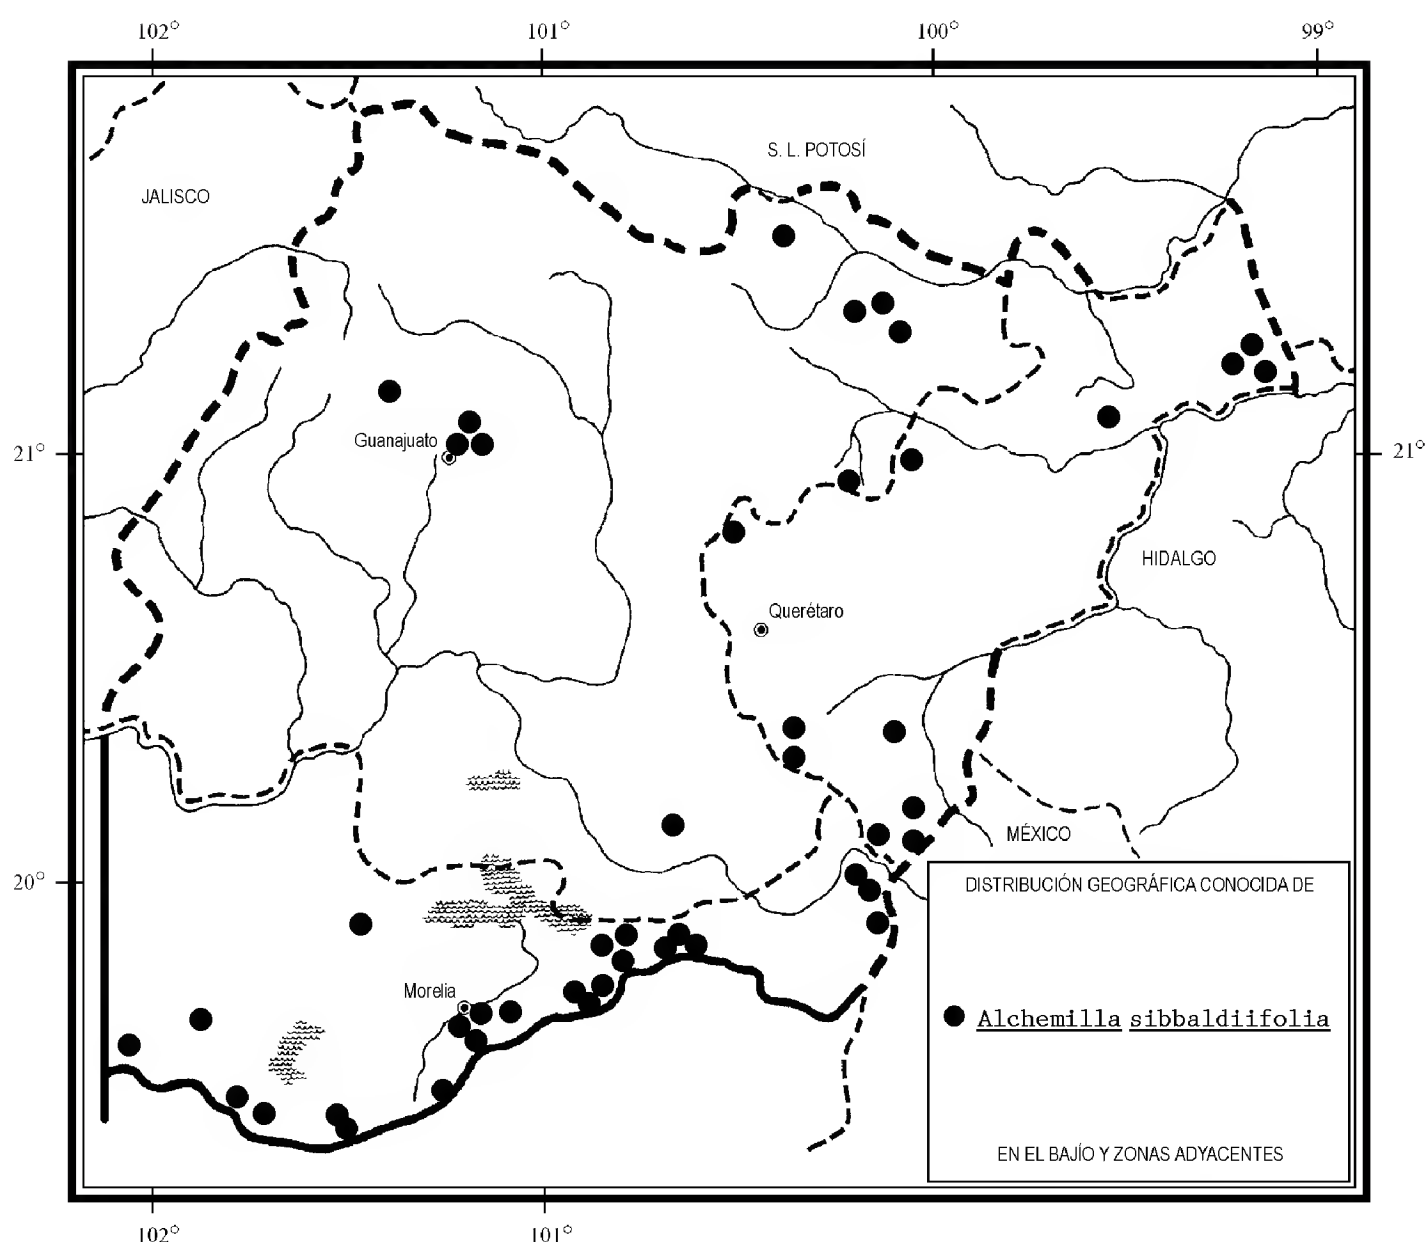 102° 101° 100° 99°
S. L. POTOSÍ
JALISCO
Guanajuato
21° 21°
HIDALGO
Querétaro
MÉXICO
20°
DISTRIBUCIÓN GEOGRÁFICA CONOCIDA DE
Morelia
Alchemilla sibbaldiifolia
EN EL BAJÍO Y ZONAS ADYACENTES
102° 101°